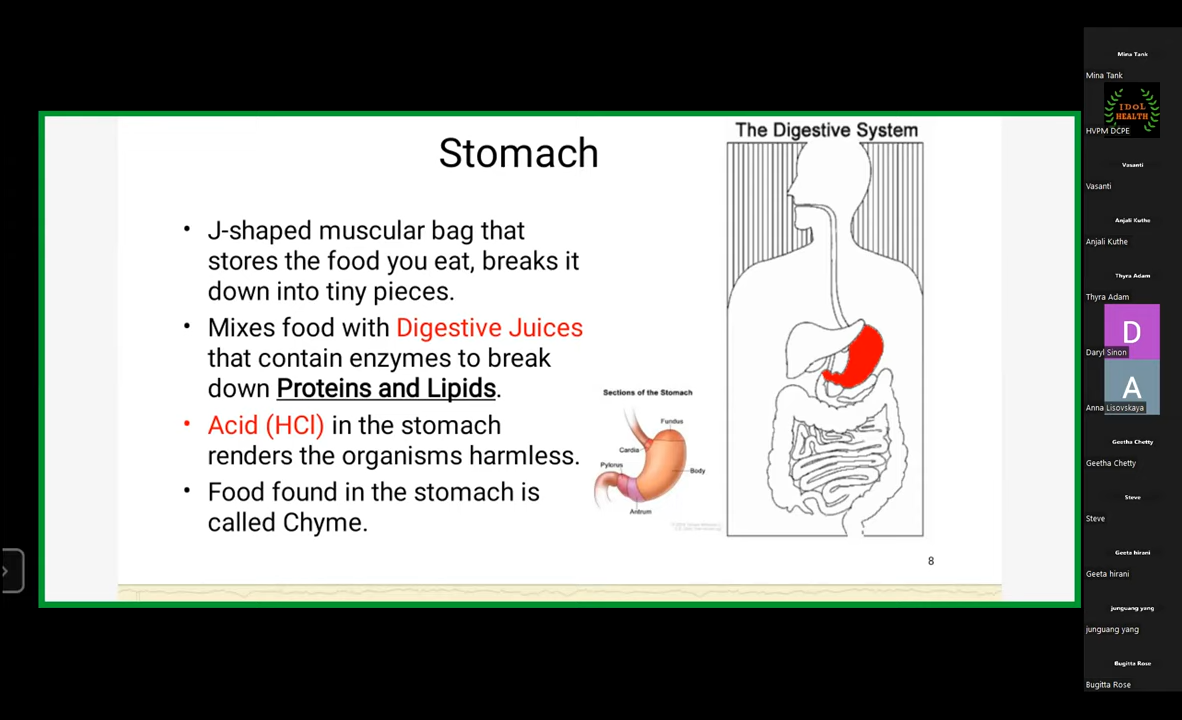 Stomach
• J-shaped muscular bag that
stores the food you eat, breaks it
down into tiny pieces.
• Mixes food with Digestive Juices
that contain enzymes to break
down Proteins and Lipids.
• Acid (HCl) in the stomach
renders the organisms harmless.
• Food found in the stomach is
called Chyme.
Sections of the Stomach
Fundus
Cardia
Pylorus
Body
Antrum
The Digestive System
8
Mina Tank
Mina Tank
IDOL
HEALTH
HVPM DCPE
Vasanti
Vasanti
Anjali Kuthe
Anjali Kuthe
Thyra Adam
Thyra Adam
D
Daryl Sinon
A
Anna Lisovskaya
Geetha Chetty
Geetha Chetty
Steve
Steve
Geeta hirani
Geeta hirani
junguang yang
junguang yang
Bugitta Rose
Bugitta Rose